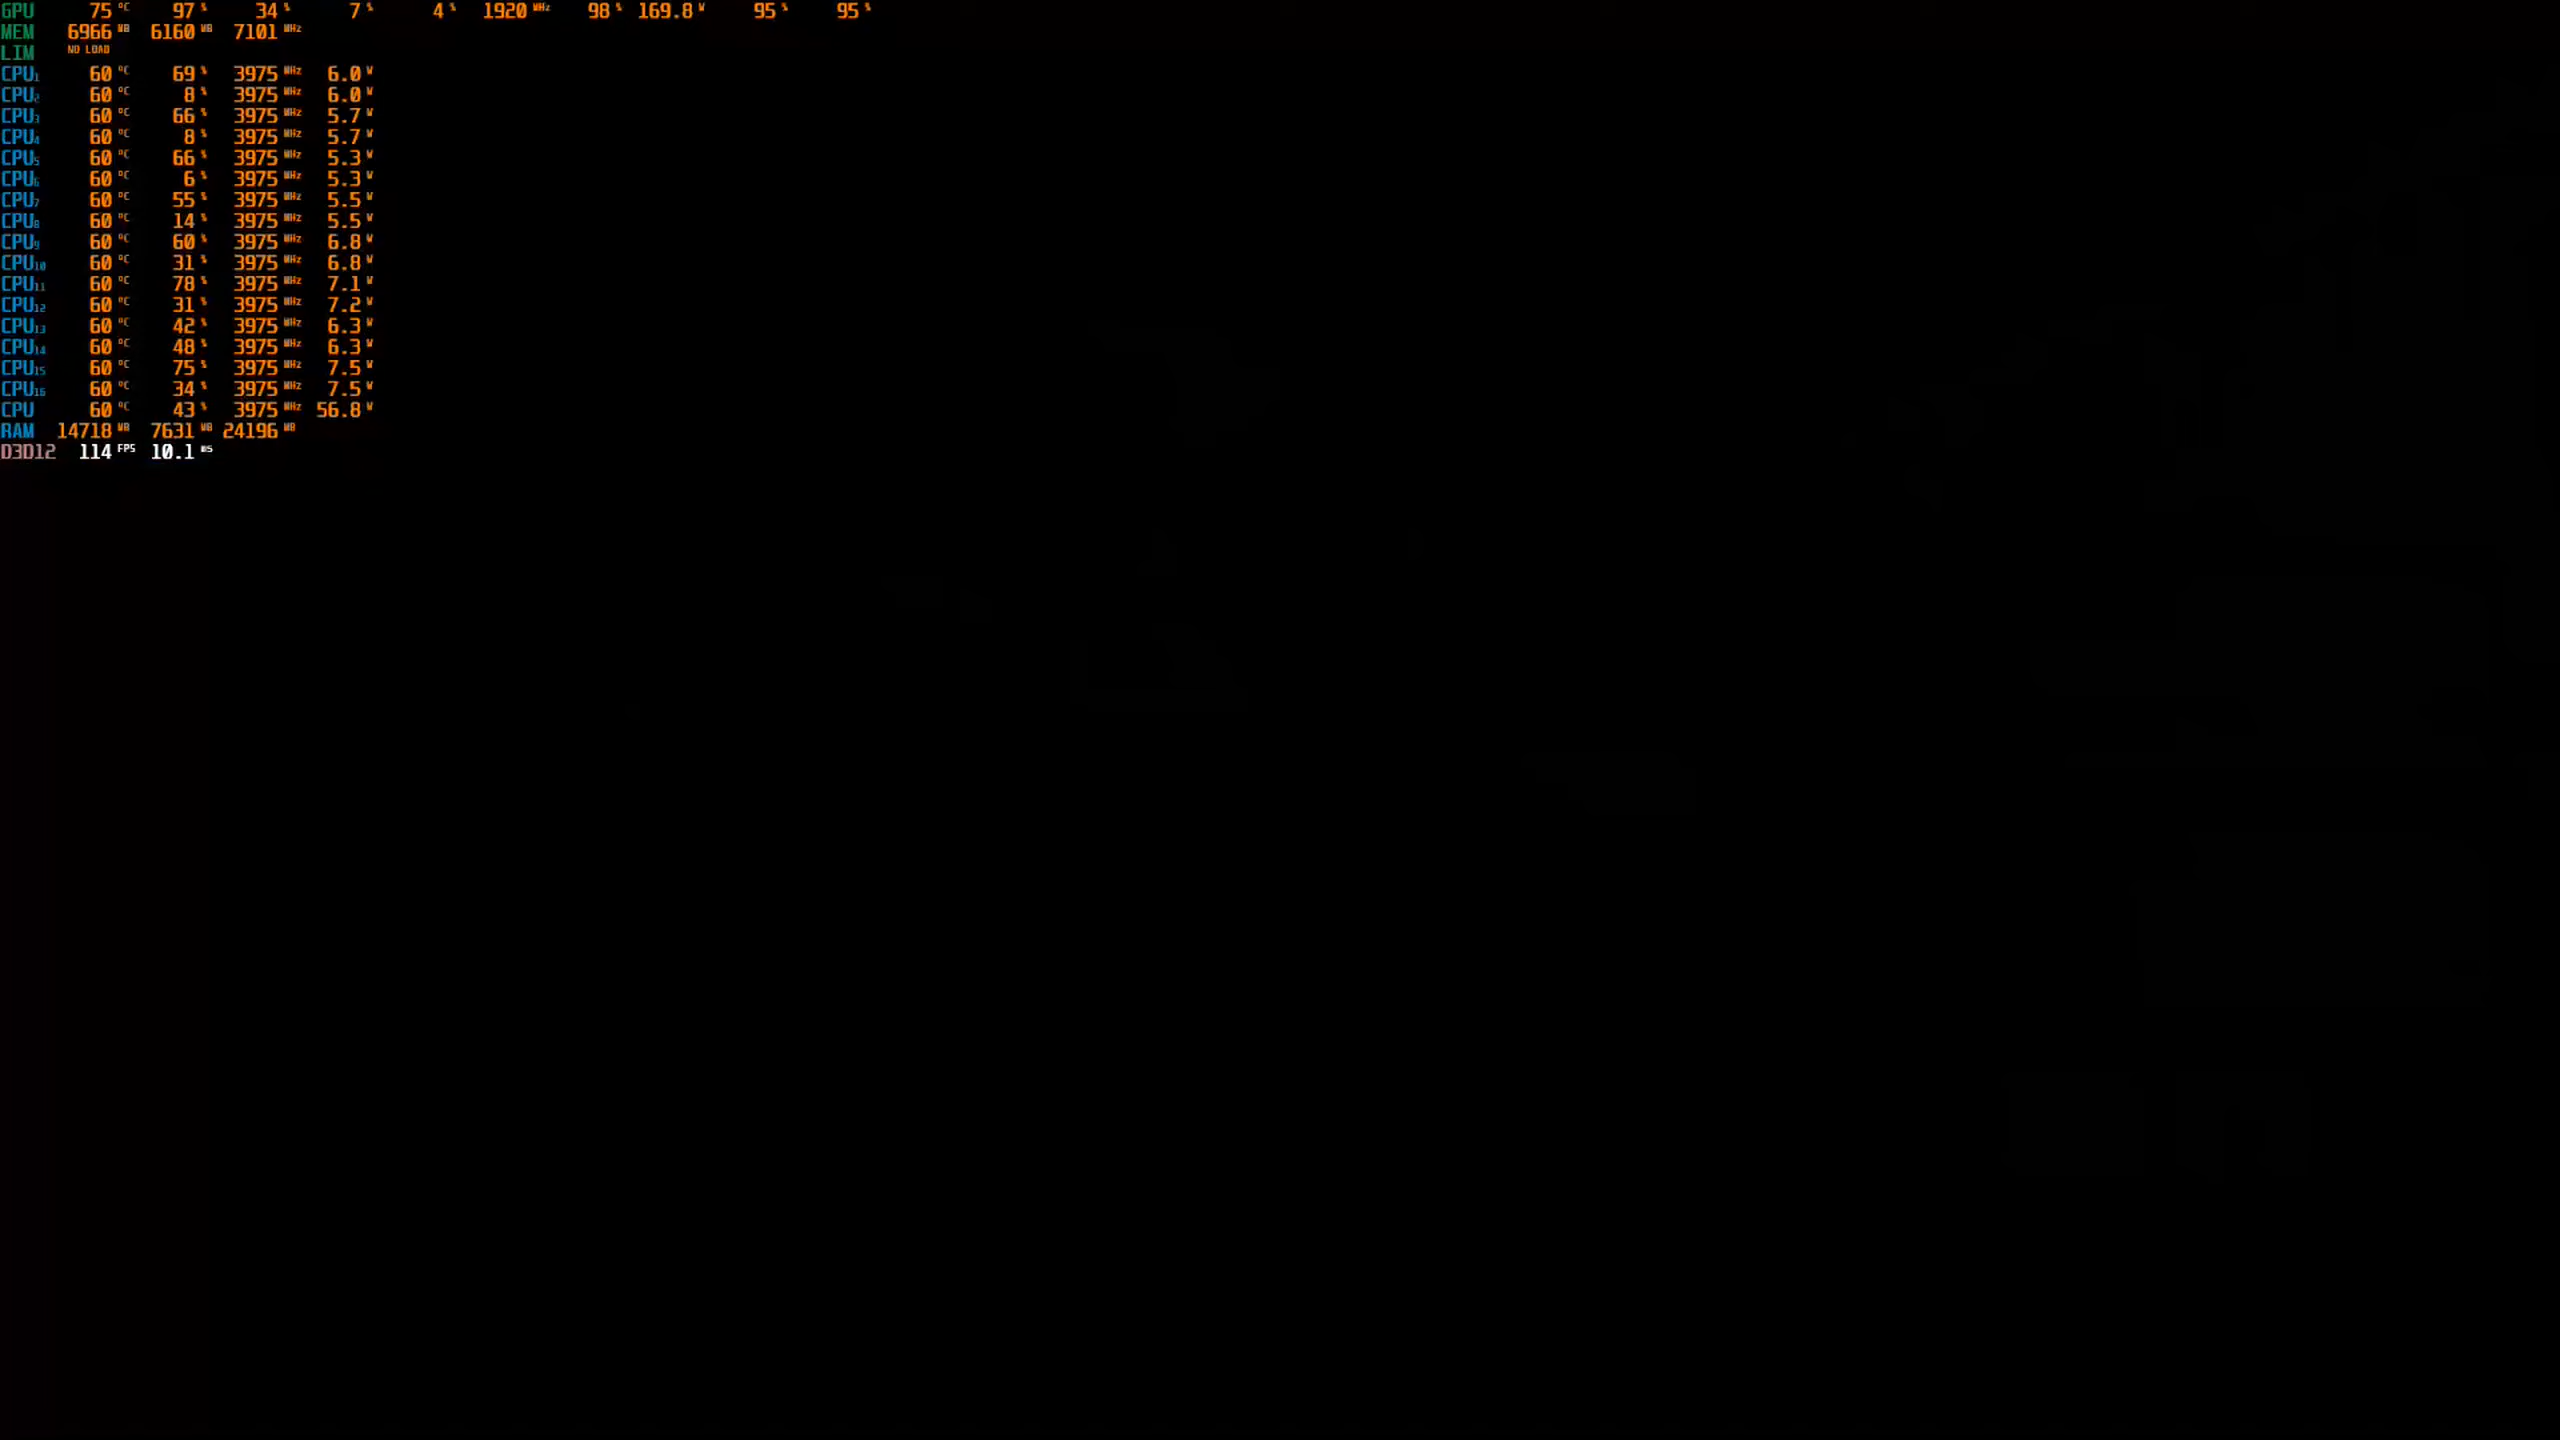 GPU 75 °C 97 % 34 % 7 % 4 % 1920 MHz 98 % 169.8 W 95 % 95 %
MEM 6966 MB 6160 MB 7101 MHz
LIM NO LOAD
CPU1 60 °C 69 % 3975 MHz 6.0 W
CPU2 60 °C 8 % 3975 MHz 6.0 W
CPU3 60 °C 66 % 3975 MHz 5.7 W
CPU4 60 °C 8 % 3975 MHz 5.7 W
CPU5 60 °C 66 % 3975 MHz 5.3 W
CPU6 60 °C 6 % 3975 MHz 5.3 W
CPU7 60 °C 55 % 3975 MHz 5.5 W
CPU8 60 °C 14 % 3975 MHz 5.5 W
CPU9 60 °C 60 % 3975 MHz 6.8 W
CPU10 60 °C 31 % 3975 MHz 6.8 W
CPU11 60 °C 78 % 3975 MHz 7.1 W
CPU12 60 °C 31 % 3975 MHz 7.2 W
CPU13 60 °C 42 % 3975 MHz 6.3 W
CPU14 60 °C 48 % 3975 MHz 6.3 W
CPU15 60 °C 75 % 3975 MHz 7.5 W
CPU16 60 °C 34 % 3975 MHz 7.5 W
CPU 60 °C 43 % 3975 MHz 56.8 W
RAM 14718 MB 7631 MB 24196 MB
D3D12 114 FPS 10.1 ms